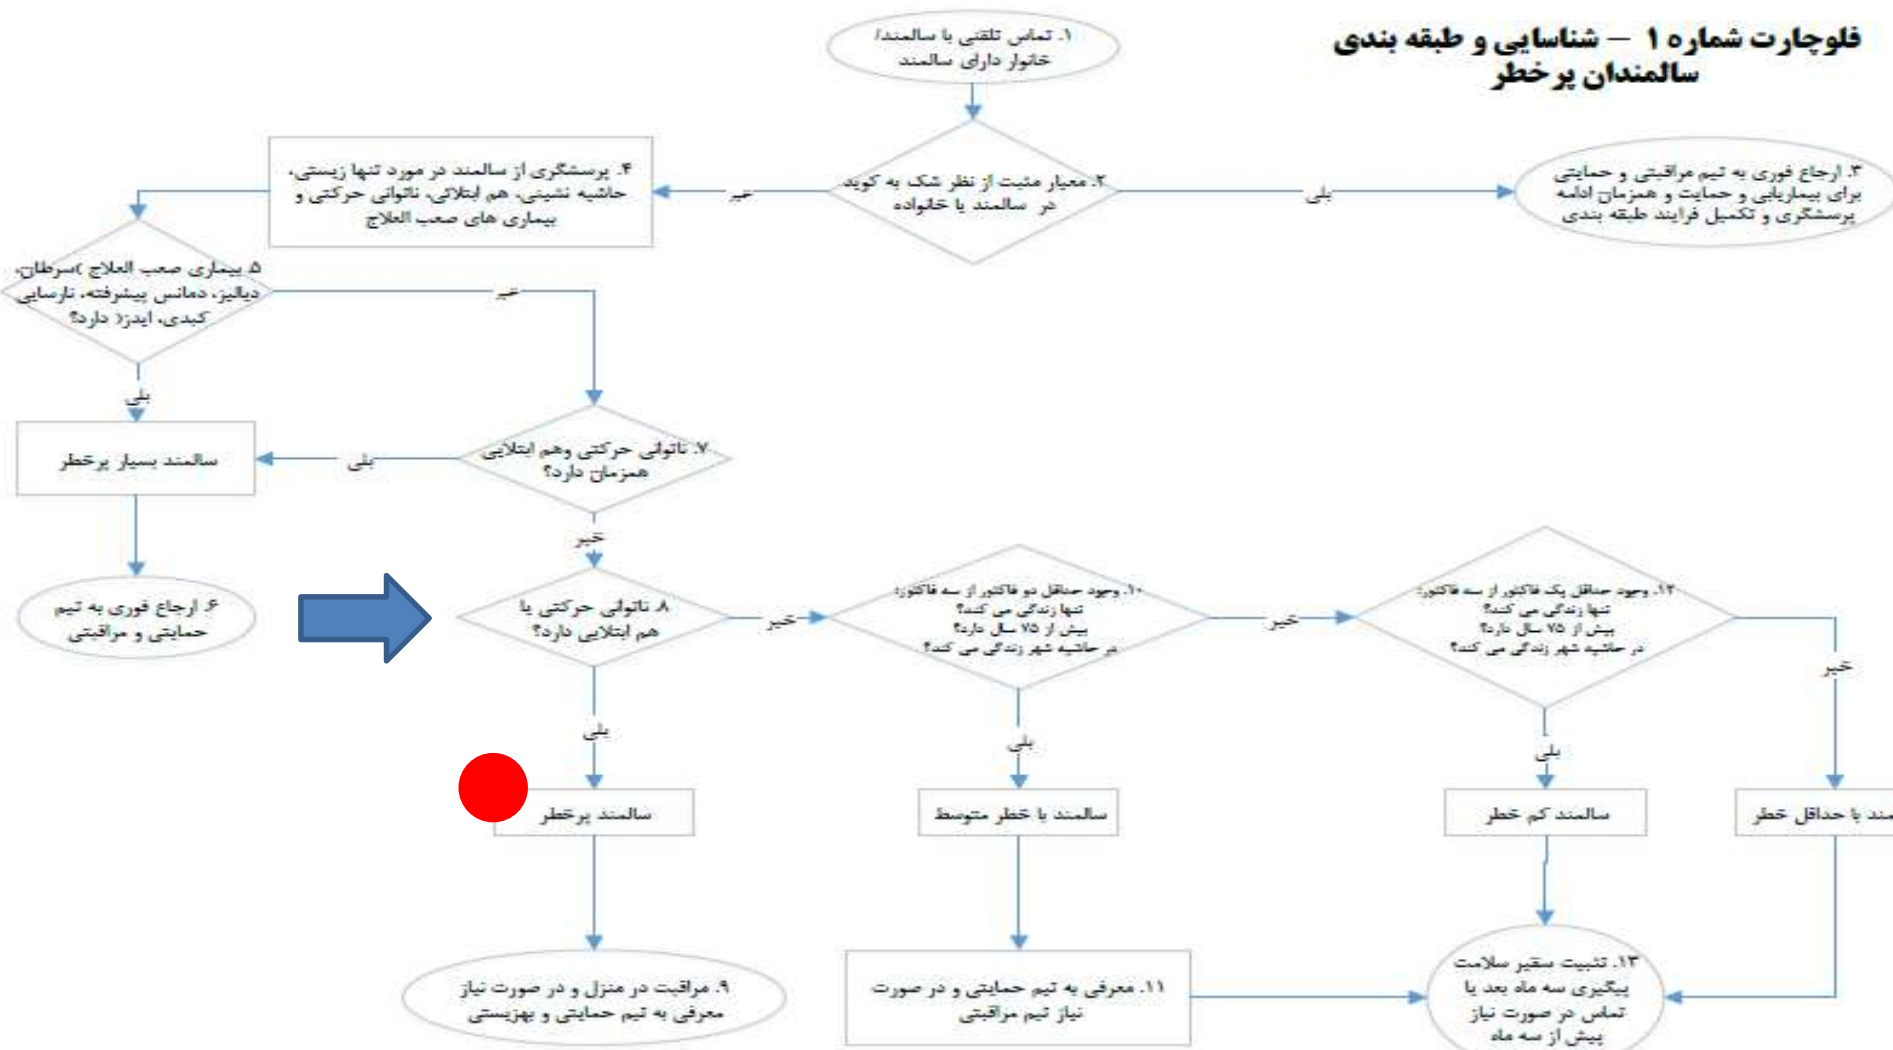 فلوچارت شماره ۱ – شناسایی و طبقه بندی
سالمندان پر خطر
۱. تماس تلفنی با سالمند/
خانوار دارای سالمند
۲. معیار مثبت از نظر شک به کوید
در سالمند یا خانواده
بلی
خیر
۳. ارجاع فوری به تیم مراقبتی و حمایتی
برای بیماریابی و حمایت و همزمان ادامه
پرسشگری و تکمیل فرایند طبقه بندی
۴. پرسشگری از سالمند در مورد تنها زیستی،
حاشیه نشینی، هم ابتلائی، ناتوانی حرکتی و
بیماری های صعب العلاج
۵. بیماری صعب العلاج )سرطان،
دیالیز، دمانس پیشرفته، نارسایی
کبدی، ایدز( دارد؟
خیر
بلی
سالمند بسیار پرخطر
۷. ناتوانی حرکتی وهم ابتلایی
همزمان دارد؟
بلی
خیر
۶. ارجاع فوری به تیم
حمایتی و مراقبتی
۸. ناتوانی حرکتی یا
هم ابتلایی دارد؟
خیر
۱۰. وجود حداقل دو فاکتور از سه فاکتور:
تنها زندگی می کند؟
بیش از ۷۵ سال دارد؟
در حاشیه شهر زندگی می کند؟
خیر
۱۲. وجود حداقل یک فاکتور از سه فاکتور:
تنها زندگی می کند؟
بیش از ۷۵ سال دارد؟
در حاشیه شهر زندگی می کند؟
خیر
بلی
بلی
بلی
سالمند پرخطر
سالمند با خطر متوسط
سالمند کم خطر
مند با حداقل خطر
۹. مراقبت در منزل و در صورت نیاز
معرفی به تیم حمایتی و بهزیستی
۱۱. معرفی به تیم حمایتی و در صورت
نیاز تیم مراقبتی
۱۳. تثبیت سفیر سلامت
پیگیری سه ماه بعد یا
تماس در صورت نیاز
پیش از سه ماه